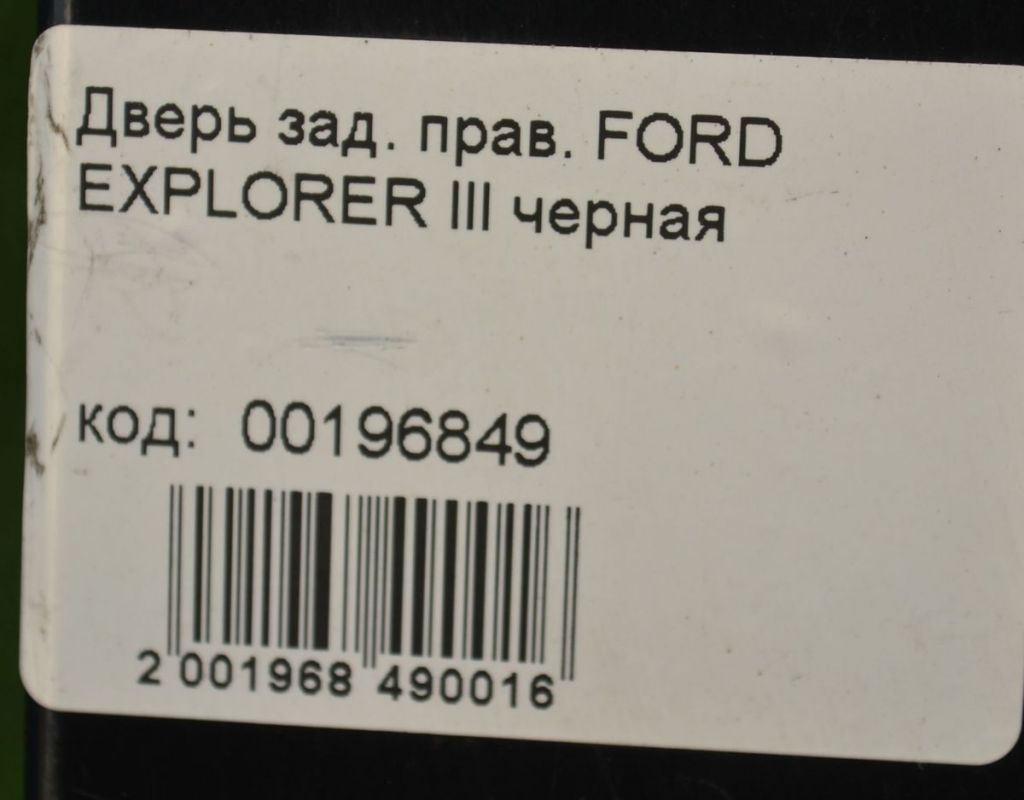 Дверь зад. прав. FORD
EXPLORER III черная
код: 00196849
2 001968 490016